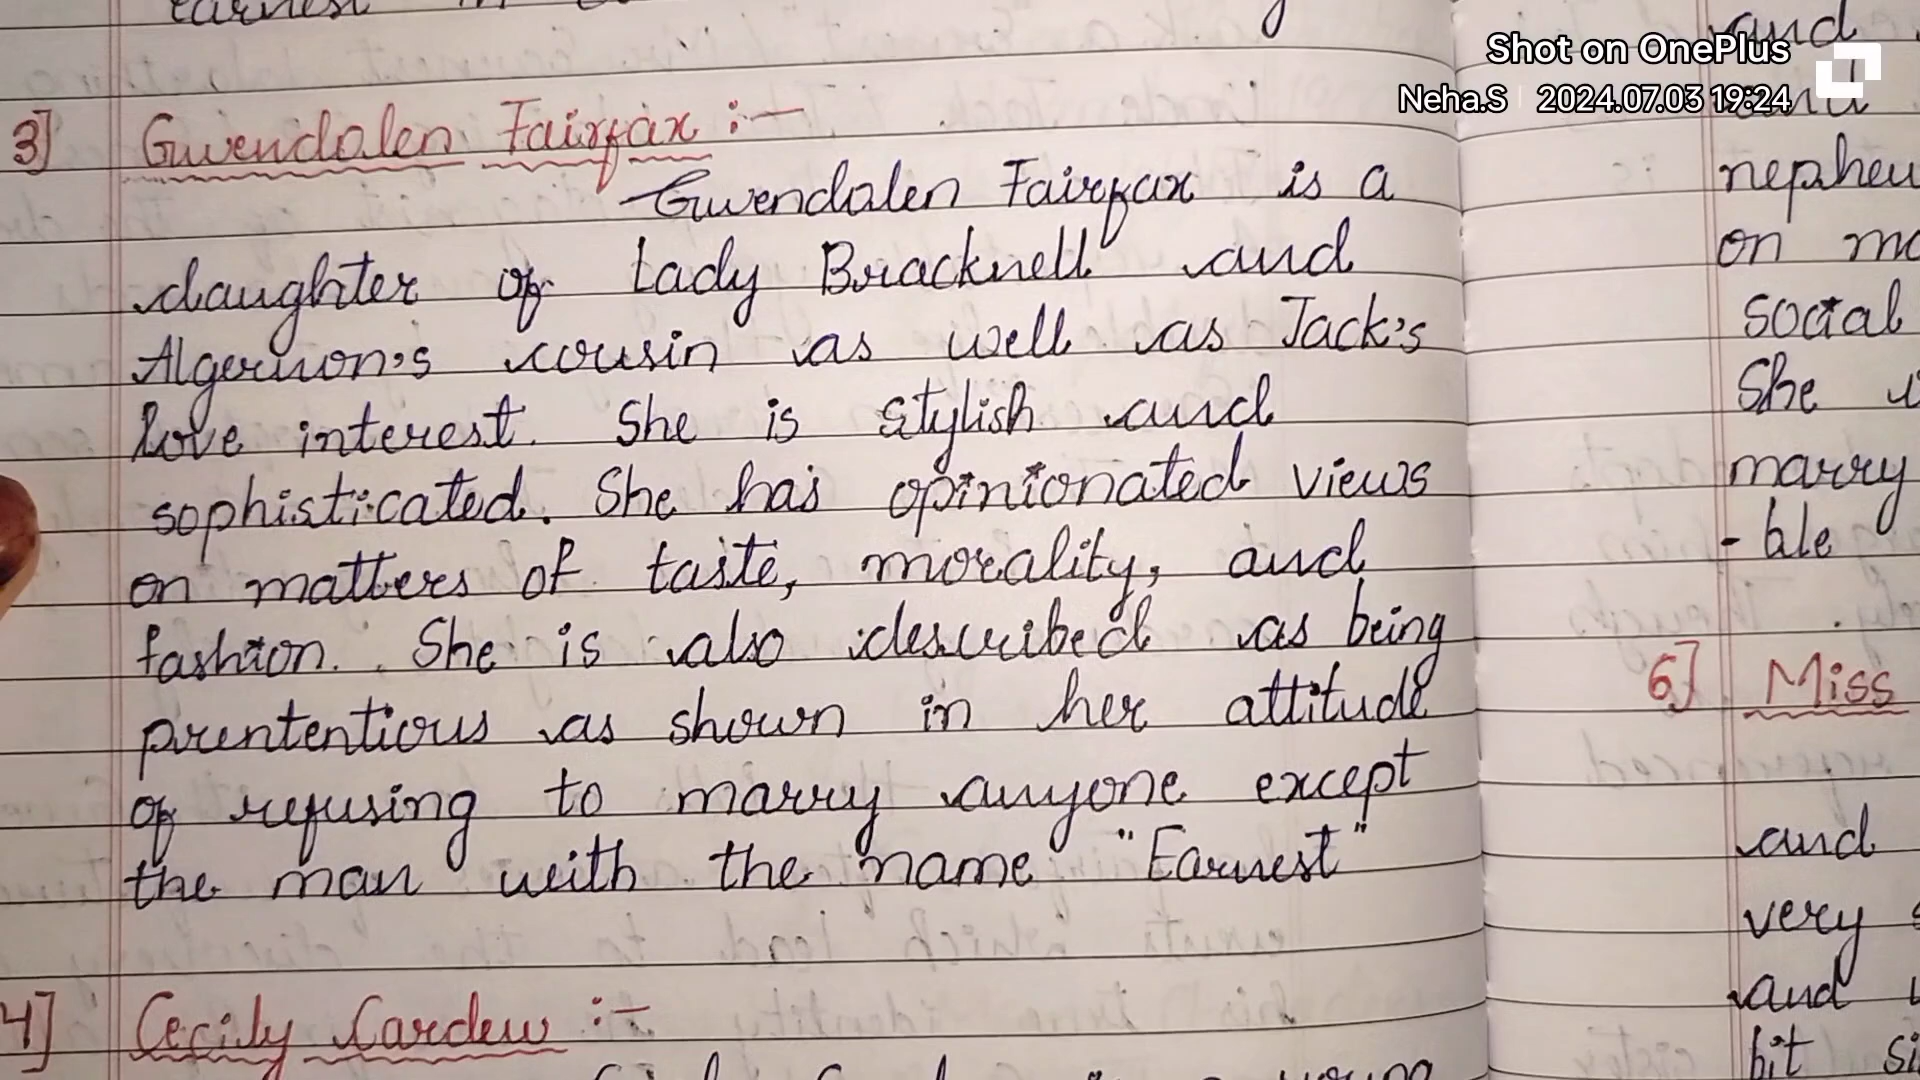 3] Gwendalen Fairfax :-
Gwendalen Fairfax is a
daughter of Lady Bracknell and
Algernon's cousin as well as Jack's
love interest. She is stylish and
sophisticated. She has opinionated views
on matters of taste, morality, and
fashion. She is also described as being
prententious as shown in her attitude
of refusing to marry anyone except
the man with the name "Earnest"
4] Cecily Cardew :-
and
nepheu
on
social
She
marry
- ble
6] Miss
and
very
and
bit
Shot on OnePlus
Neha.S | 2024.07.03 19:24